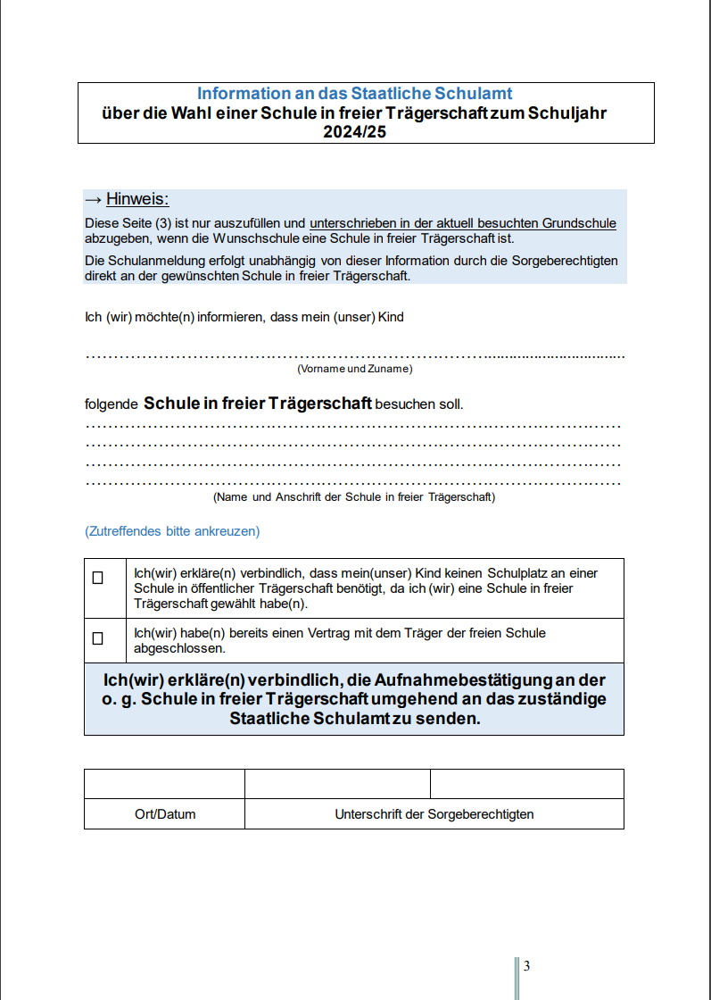 Information an das Staatliche Schulamt
über die Wahl einer Schule in freier Trägerschaft zum Schuljahr
2024/25
→ Hinweis:
Diese Seite (3) ist nur auszufüllen und unterschrieben in der aktuell besuchten Grundschule
abzugeben, wenn die Wunschschule eine Schule in freier Trägerschaft ist.
Die Schulanmeldung erfolgt unabhängig von dieser Information durch die Sorgeberechtigten
direkt an der gewünschten Schule in freier Trägerschaft.
Ich (wir) möchte(n) informieren, dass mein (unser) Kind
(Vorname und Zuname)
folgende Schule in freier Trägerschaft besuchen soll.
(Name und Anschrift der Schule in freier Trägerschaft)
(Zutreffendes bitte ankreuzen)
☐ Ich(wir) erkläre(n) verbindlich, dass mein(unser) Kind keinen Schulplatz an einer
Schule in öffentlicher Trägerschaft benötigt, da ich (wir) eine Schule in freier
Trägerschaft gewählt habe(n).
☐ Ich(wir) habe(n) bereits einen Vertrag mit dem Träger der freien Schule
abgeschlossen.
Ich(wir) erkläre(n) verbindlich, die Aufnahmebestätigung an der
o. g. Schule in freier Trägerschaft umgehend an das zuständige
Staatliche Schulamt zu senden.
Ort/Datum Unterschrift der Sorgeberechtigten
3